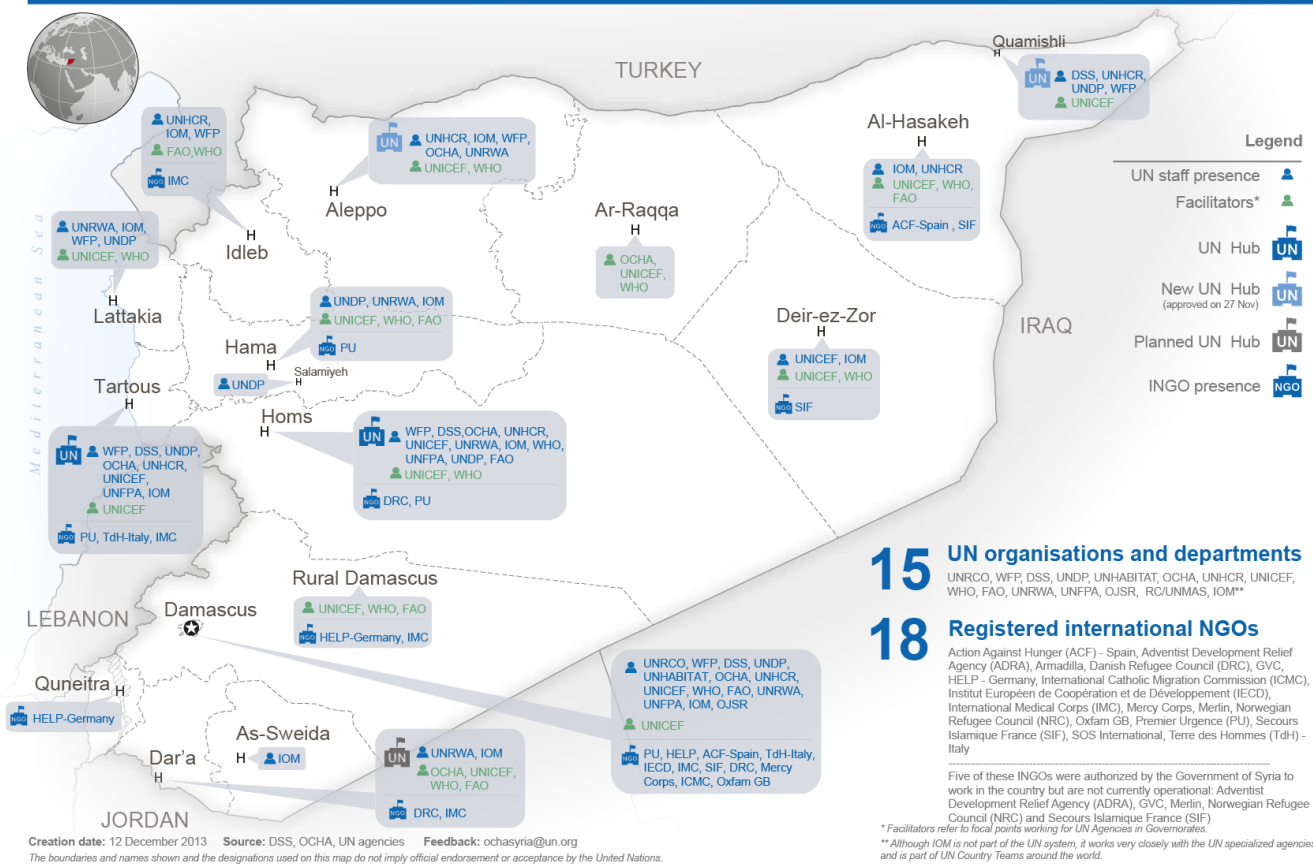 TURKEY
Quamishli
H
UN
DSS, UNHCR,
UNDP, WFP
UNICEF
UNHCR,
IOM, WFP
FAO,WHO
NGO IMC
H
Idleb
UN
UNHCR, IOM, WFP,
OCHA, UNRWA
UNICEF, WHO
H
Aleppo
Al-Hasakeh
H
IOM, UNHCR
UNICEF, WHO,
FAO
NGO ACF-Spain , SIF
Ar-Raqqa
H
OCHA,
UNICEF,
WHO
Mediterranean Sea
UNRWA, IOM,
WFP, UNDP
UNICEF, WHO
H
Lattakia
UNDP, UNRWA, IOM
UNICEF, WHO, FAO
NGO PU
Hama
H
Salamiyeh
H
UNDP
Deir-ez-Zor
H
UNICEF, IOM
UNICEF, WHO
NGO SIF
IRAQ
Tartous
H
UN
WFP, DSS, UNDP,
OCHA, UNHCR,
UNICEF,
UNFPA, IOM
UNICEF
NGO PU, TdH-Italy, IMC
Homs
H
UN
WFP, DSS,OCHA, UNHCR,
UNICEF, UNRWA, IOM, WHO,
UNFPA, UNDP, FAO
UNICEF, WHO
NGO DRC, PU
Legend
UN staff presence
Facilitators*
UN Hub UN
New UN Hub UN
(approved on 27 Nov)
Planned UN Hub UN
INGO presence NGO
LEBANON
Rural Damascus
UNICEF, WHO, FAO
NGO HELP-Germany, IMC
Damascus
UNRCO, WFP, DSS, UNDP,
UNHABITAT, OCHA, UNHCR,
UNICEF, WHO, FAO, UNRWA,
UNFPA, IOM, OJSR
UNICEF
NGO PU, HELP, ACF-Spain, TdH-Italy,
IECD, IMC, SIF, DRC, Mercy
Corps, ICMC, Oxfam GB
Quneitra
H
NGO HELP-Germany
As-Sweida
H
IOM
Dar'a
H
UN
UNRWA, IOM
OCHA, UNICEF,
WHO, FAO
NGO DRC, IMC
JORDAN
15 UN organisations and departments
UNRCO, WFP, DSS, UNDP, UNHABITAT, OCHA, UNHCR, UNICEF,
WHO, FAO, UNRWA, UNFPA, OJSR, RC/UNMAS, IOM**
18 Registered international NGOs
Action Against Hunger (ACF) - Spain, Adventist Development Relief
Agency (ADRA), Armadilla, Danish Refugee Council (DRC), GVC,
HELP - Germany, International Catholic Migration Commission (ICMC),
Institut Européen de Coopération et de Développement (IECD),
International Medical Corps (IMC), Mercy Corps, Merlin, Norwegian
Refugee Council (NRC), Oxfam GB, Premier Urgence (PU), Secours
Islamique France (SIF), SOS International, Terre des Hommes (TdH) -
Italy
Five of these INGOs were authorized by the Government of Syria to
work in the country but are not currently operational: Adventist
Development Relief Agency (ADRA), GVC, Merlin, Norwegian Refugee
Council (NRC) and Secours Islamique France (SIF)
* Facilitators refer to focal points working for UN Agencies in Governorates.
** Although IOM is not part of the UN system, it works very closely with the UN specialized agencies
and is part of UN Country Teams around the world.
Creation date: 12 December 2013 Source: DSS, OCHA, UN agencies Feedback: ochasyria@un.org
The boundaries and names shown and the designations used on this map do not imply official endorsement or acceptance by the United Nations.